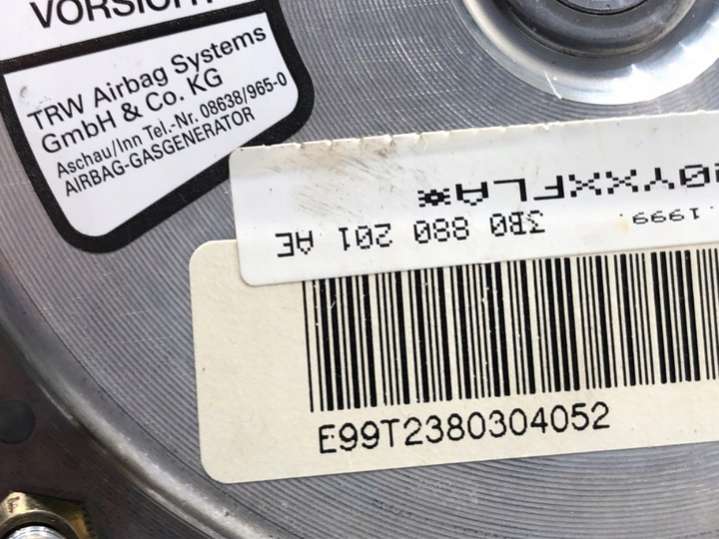 VORSICHT
TRW Airbag Systems
GmbH & Co. KG
Aschau/Inn Tel.-Nr. 08638/965-0
AIRBAG-GASGENERATOR
.1999. 3B0 880 201 AE
E99T2380304052